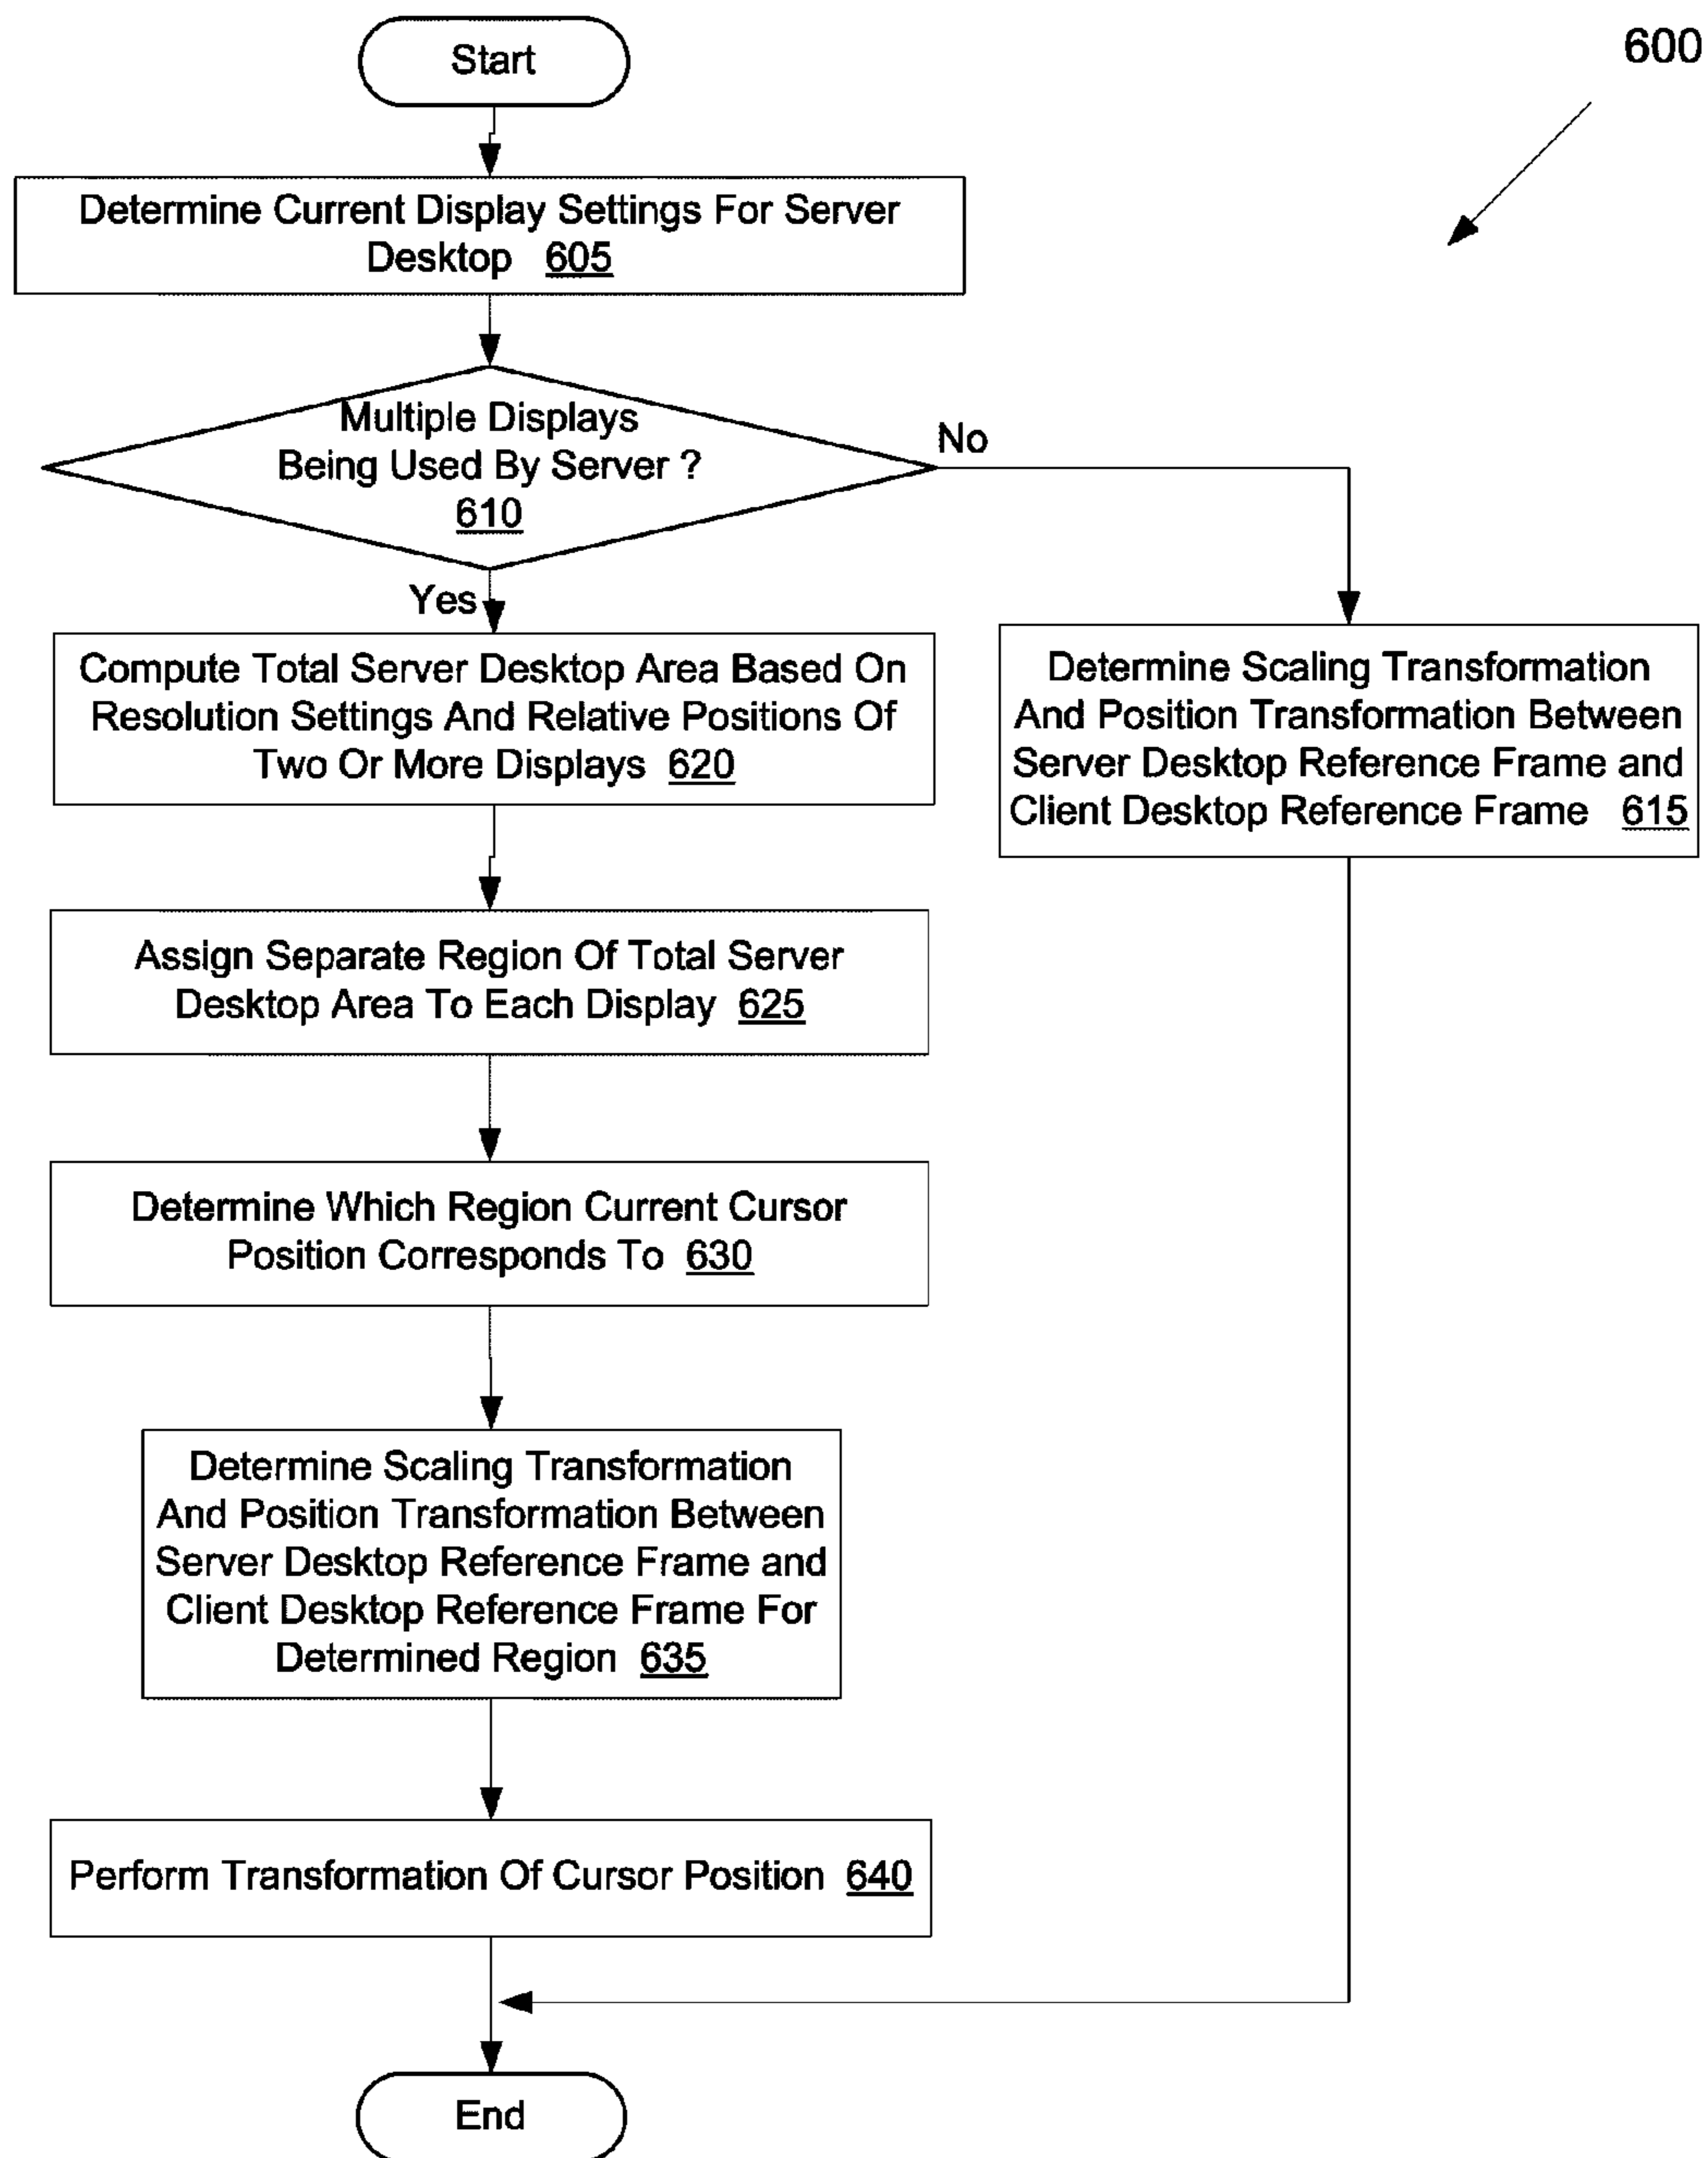 Start
600
Determine Current Display Settings For Server
Desktop 605
Multiple Displays
Being Used By Server ?
610
No
Yes
Compute Total Server Desktop Area Based On
Resolution Settings And Relative Positions Of
Two Or More Displays 620
Determine Scaling Transformation
And Position Transformation Between
Server Desktop Reference Frame and
Client Desktop Reference Frame 615
Assign Separate Region Of Total Server
Desktop Area To Each Display 625
Determine Which Region Current Cursor
Position Corresponds To 630
Determine Scaling Transformation
And Position Transformation Between
Server Desktop Reference Frame and
Client Desktop Reference Frame For
Determined Region 635
Perform Transformation Of Cursor Position 640
End